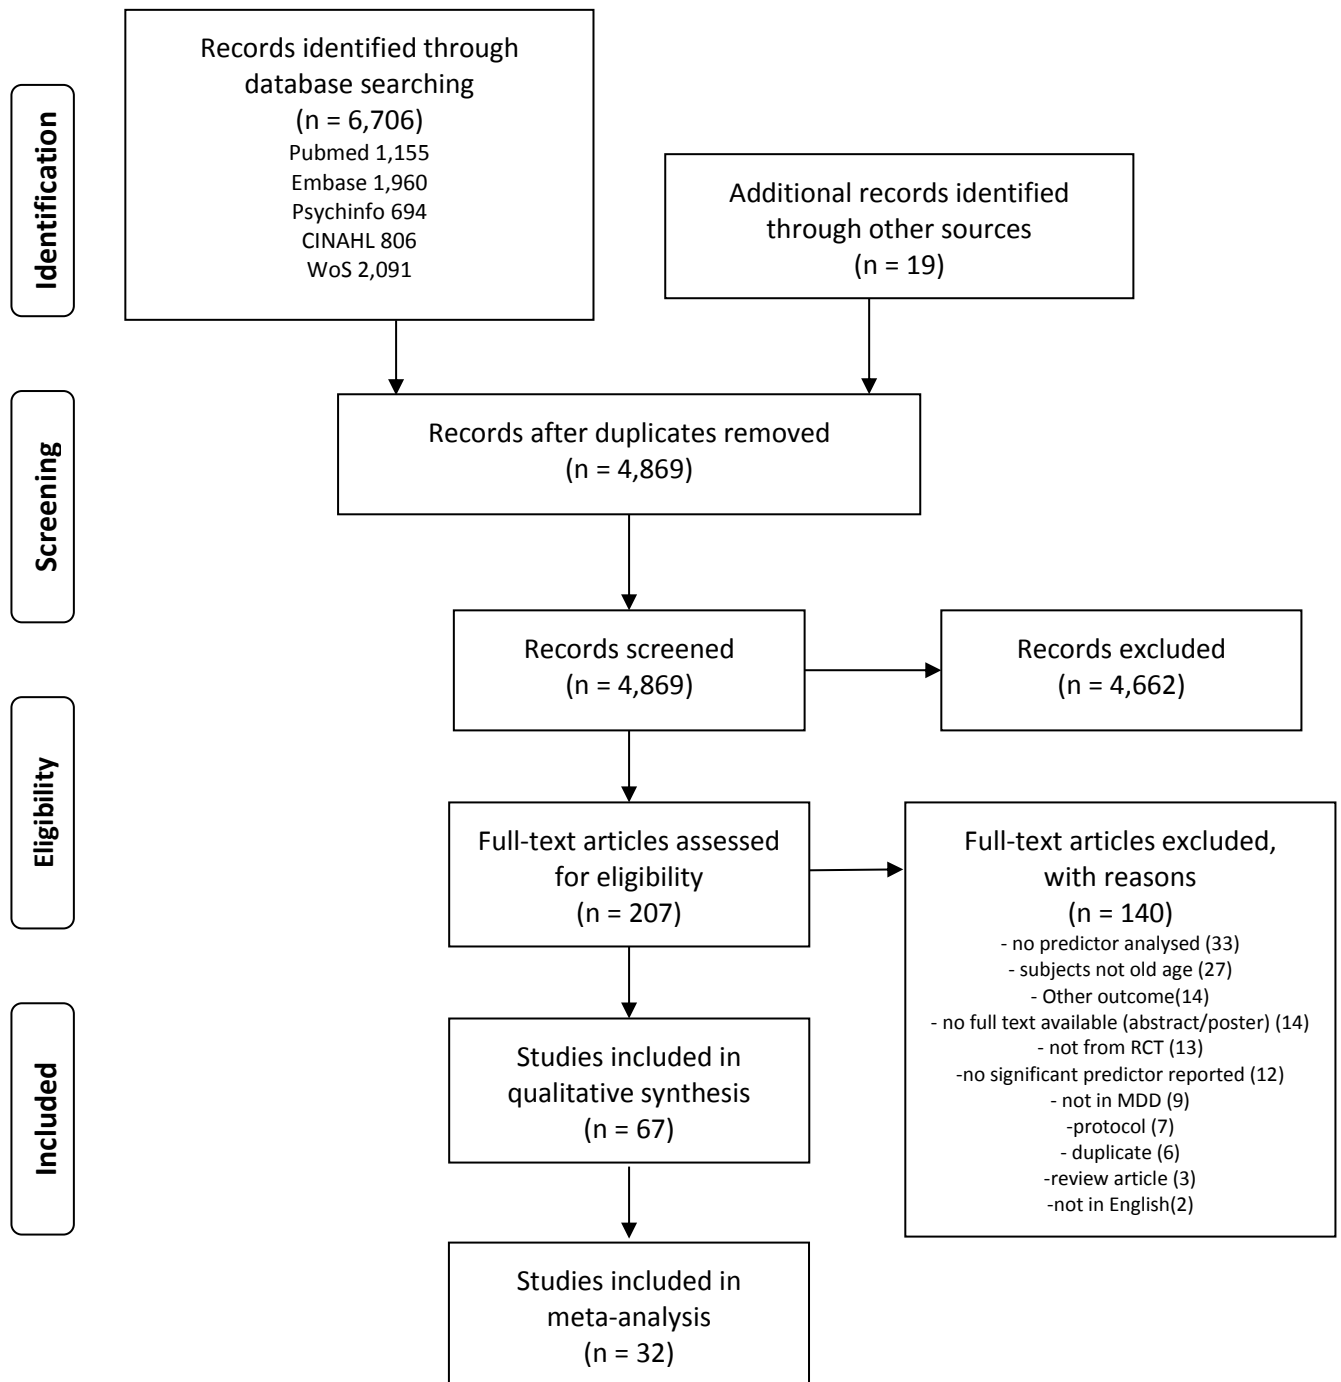 Identification
Records identified through
database searching
(n = 6,706)
Pubmed 1,155
Embase 1,960
Psychinfo 694
CINAHL 806
WoS 2,091
Additional records identified
through other sources
(n = 19)
Screening
Records after duplicates removed
(n = 4,869)
Records screened
(n = 4,869)
Records excluded
(n = 4,662)
Eligibility
Full-text articles assessed
for eligibility
(n = 207)
Full-text articles excluded,
with reasons
(n = 140)
- no predictor analysed (33)
- subjects not old age (27)
- Other outcome(14)
- no full text available (abstract/poster) (14)
- not from RCT (13)
-no significant predictor reported (12)
- not in MDD (9)
-protocol (7)
- duplicate (6)
-review article (3)
-not in English(2)
Included
Studies included in
qualitative synthesis
(n = 67)
Studies included in
meta-analysis
(n = 32)